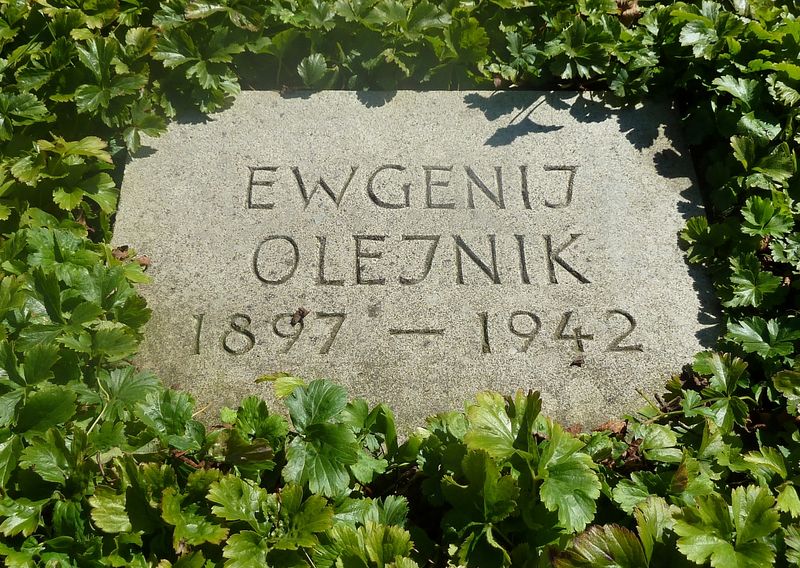 EWGENIJ
OLEJNIK
1897 — 1942